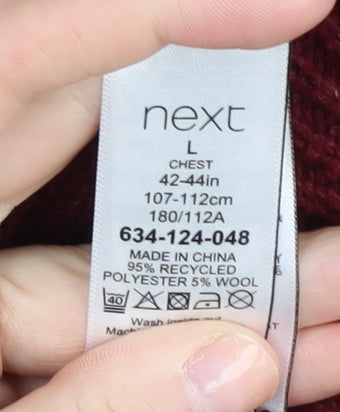 next
L
CHEST
42-44in
107-112cm
180/112A
634-124-048
MADE IN CHINA
95% RECYCLED
POLYESTER 5% WOOL
40
Wash inside out